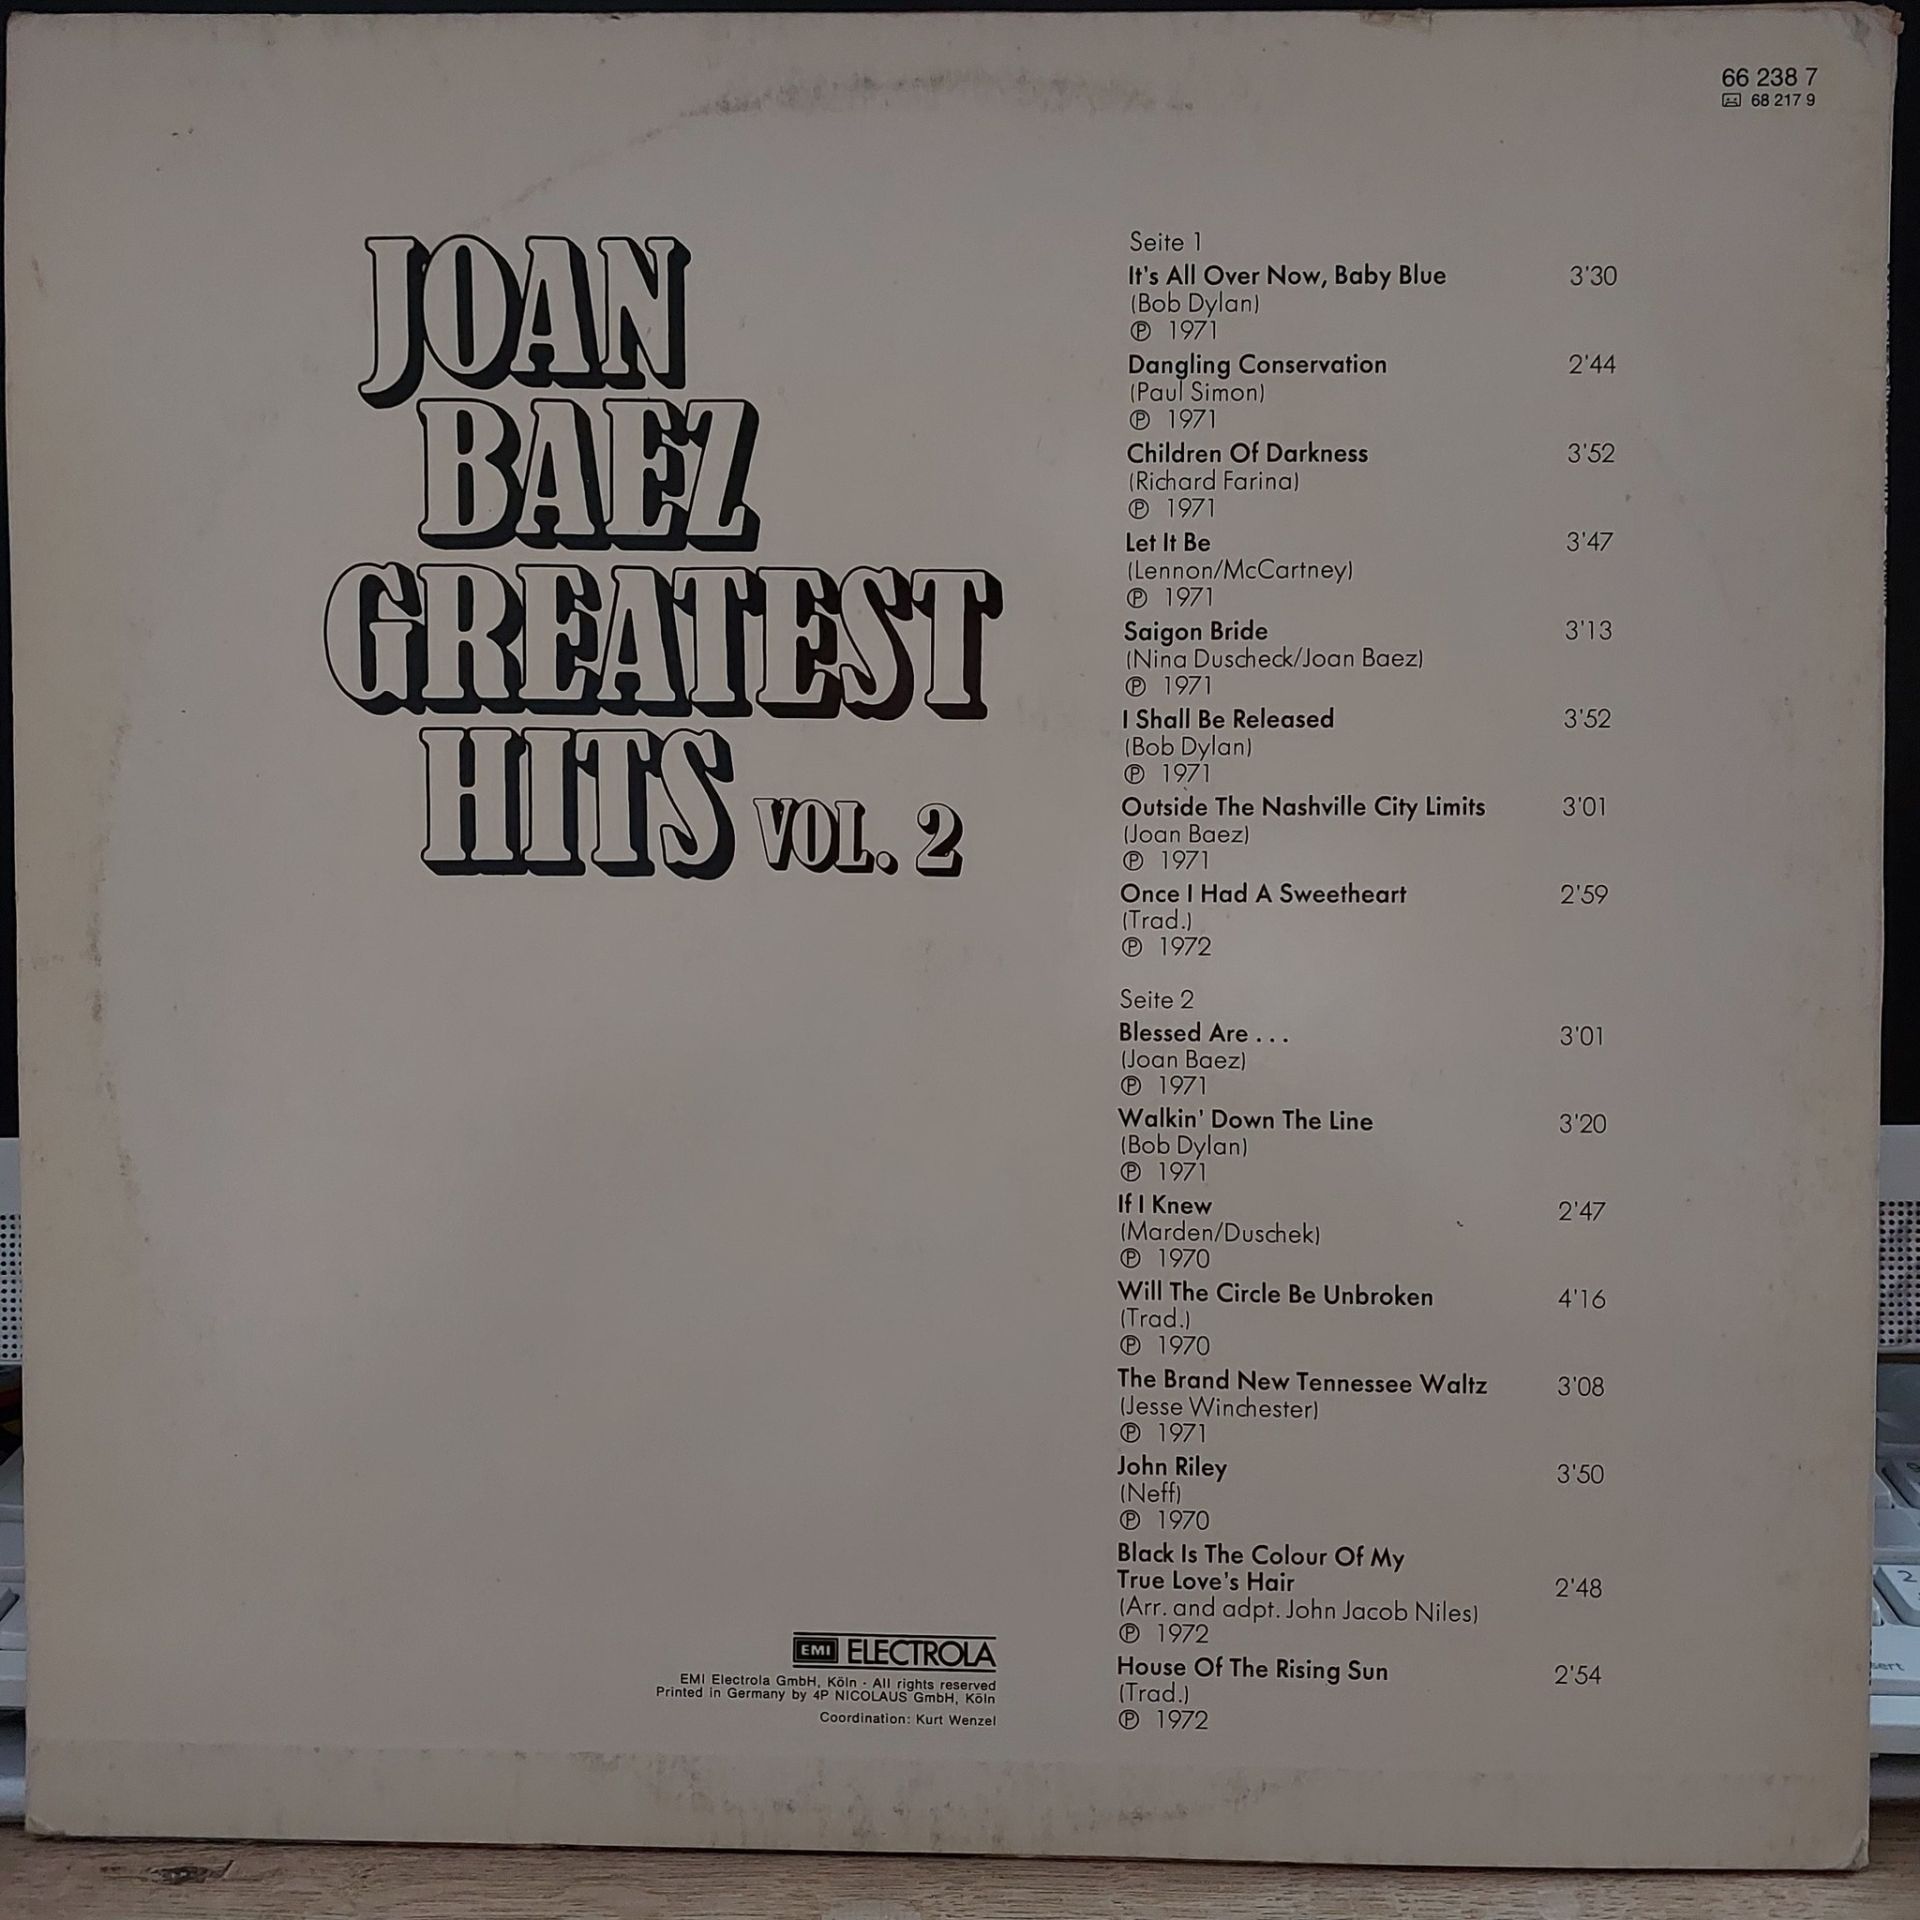 66 238 7
68 217 9
JOAN
BAEZ
GREATEST
HITS VOL. 2
Seite 1
It's All Over Now, Baby Blue 3'30
(Bob Dylan)
Ⓟ 1971
Dangling Conservation 2'44
(Paul Simon)
Ⓟ 1971
Children Of Darkness 3'52
(Richard Farina)
Ⓟ 1971
Let It Be 3'47
(Lennon/McCartney)
Ⓟ 1971
Saigon Bride 3'13
(Nina Duscheck/Joan Baez)
Ⓟ 1971
I Shall Be Released 3'52
(Bob Dylan)
Ⓟ 1971
Outside The Nashville City Limits 3'01
(Joan Baez)
Ⓟ 1971
Once I Had A Sweetheart 2'59
(Trad.)
Ⓟ 1972
Seite 2
Blessed Are . . . 3'01
(Joan Baez)
Ⓟ 1971
Walkin' Down The Line 3'20
(Bob Dylan)
Ⓟ 1971
If I Knew 2'47
(Marden/Duschek)
Ⓟ 1970
Will The Circle Be Unbroken 4'16
(Trad.)
Ⓟ 1970
The Brand New Tennessee Waltz 3'08
(Jesse Winchester)
Ⓟ 1971
John Riley 3'50
(Neff)
Ⓟ 1970
Black Is The Colour Of My
True Love's Hair 2'48
(Arr. and adpt. John Jacob Niles)
Ⓟ 1972
House Of The Rising Sun 2'54
(Trad.)
Ⓟ 1972
EMI ELECTROLA
EMI Electrola GmbH, Köln · All rights reserved
Printed in Germany by 4P NICOLAUS GmbH, Köln
Coordination: Kurt Wenzel